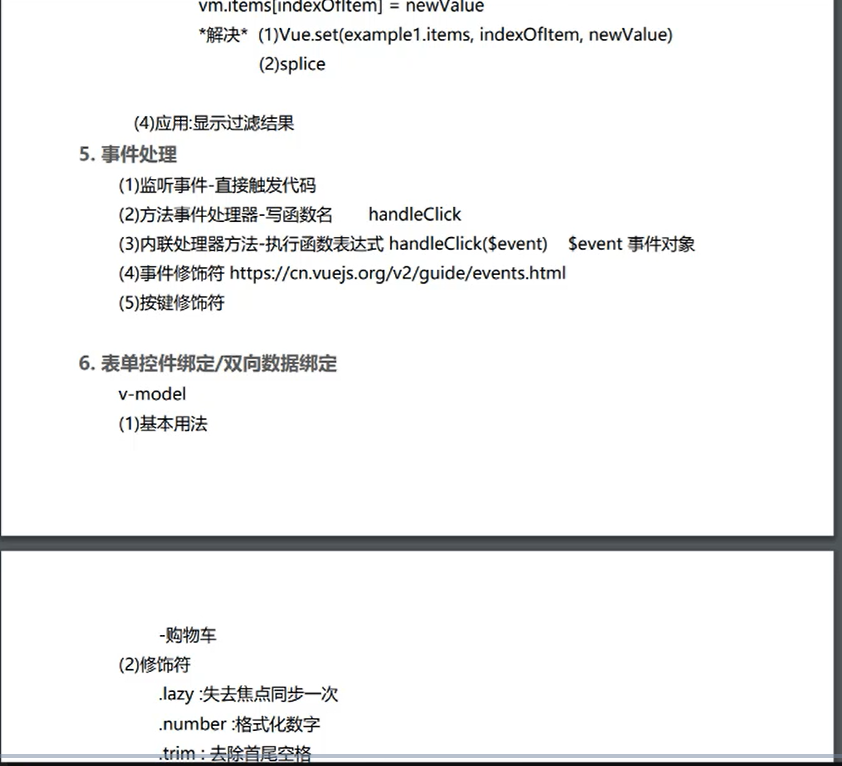 vm.items[indexOfItem] = newValue
*解决* (1)Vue.set(example1.items, indexOfItem, newValue)
(2)splice
(4)应用:显示过滤结果
5. 事件处理
(1)监听事件-直接触发代码
(2)方法事件处理器-写函数名 handleClick
(3)内联处理器方法-执行函数表达式 handleClick($event) $event 事件对象
(4)事件修饰符 https://cn.vuejs.org/v2/guide/events.html
(5)按键修饰符
6. 表单控件绑定/双向数据绑定
v-model
(1)基本用法
-购物车
(2)修饰符
.lazy :失去焦点同步一次
.number :格式化数字
.trim : 去除首尾空格